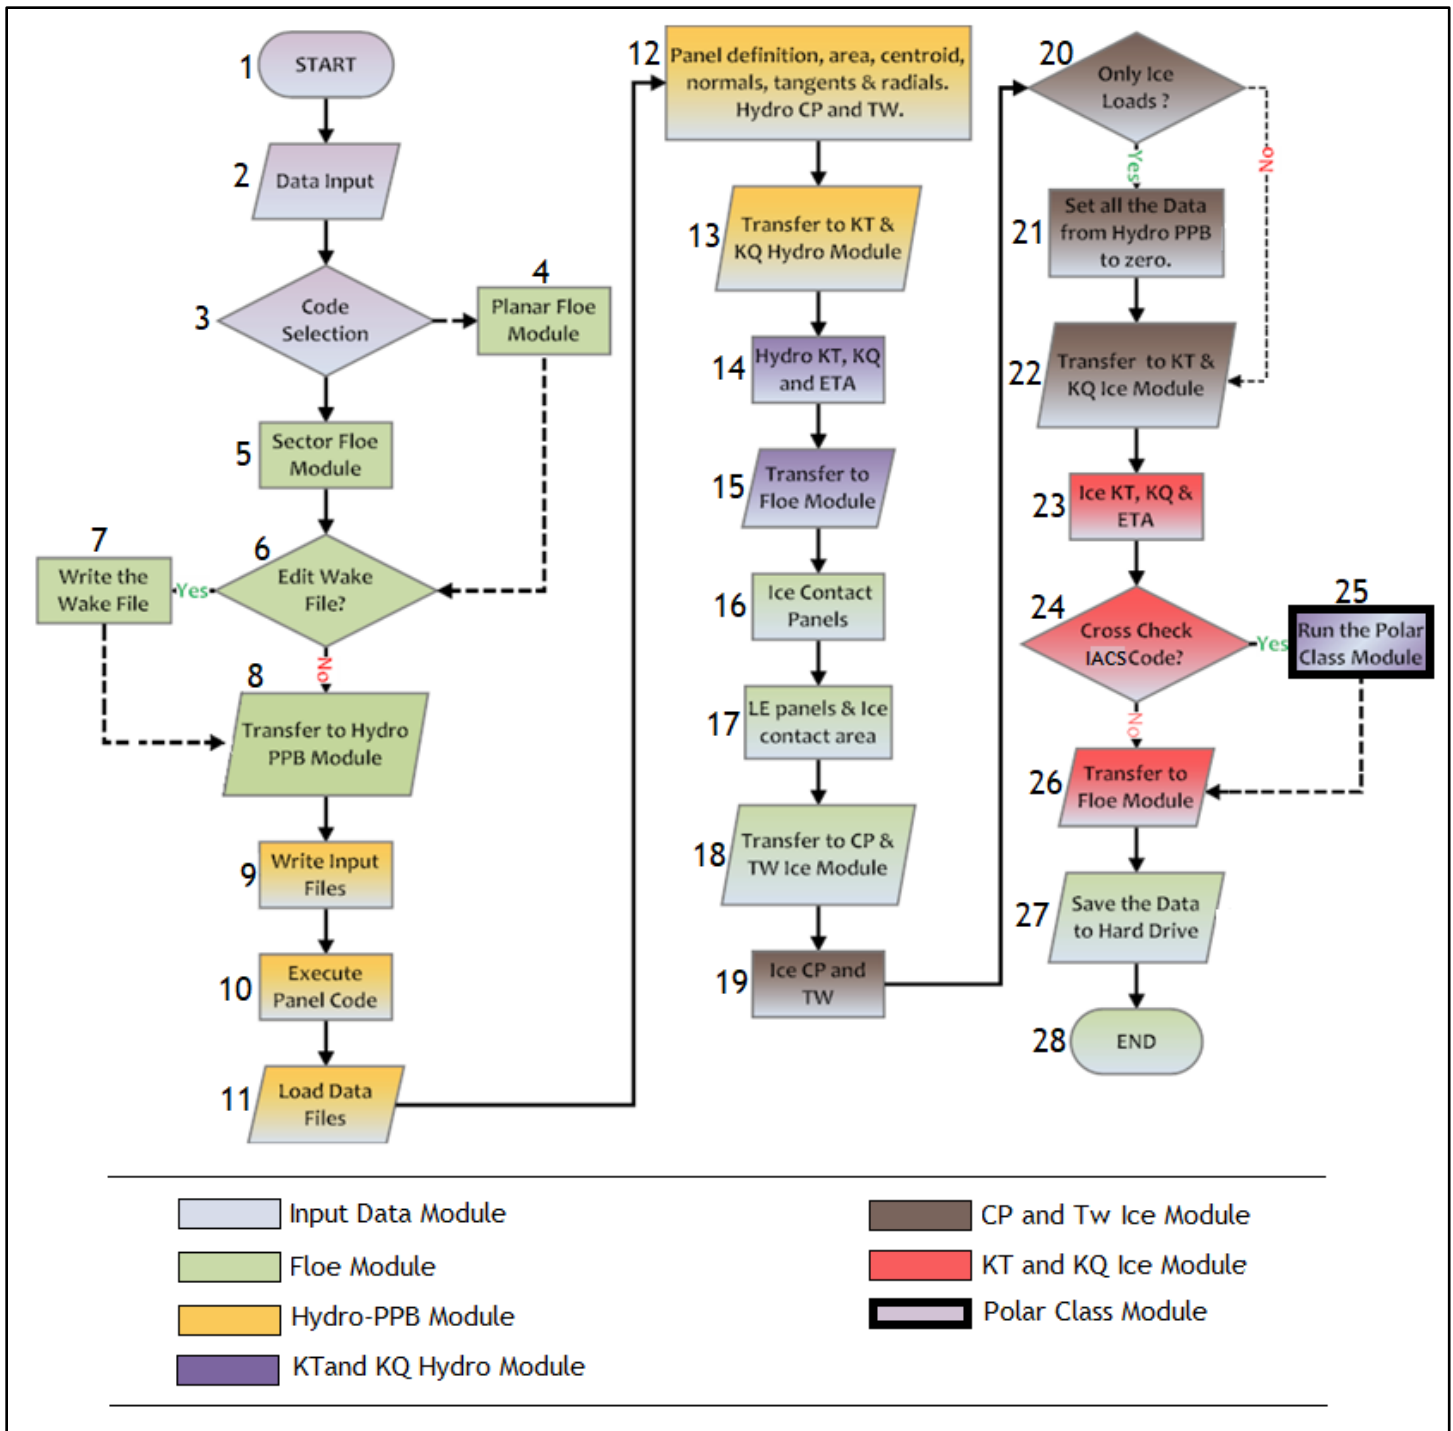 1
START
2
Data Input
3
Code
Selection
4
Planar Floe
Module
5
Sector Floe
Module
6
Edit Wake
File?
Yes
No
7
Write the
Wake File
8
Transfer to Hydro
PPB Module
9
Write Input
Files
10
Execute
Panel Code
11
Load Data
Files
12
Panel definition, area, centroid,
normals, tangents & radials.
Hydro CP and TW.
13
Transfer to KT &
KQ Hydro Module
14
Hydro KT, KQ
and ETA
15
Transfer to
Floe Module
16
Ice Contact
Panels
17
LE panels & Ice
contact area
18
Transfer to CP &
TW Ice Module
19
Ice CP and
TW
20
Only Ice
Loads ?
Yes
No
21
Set all the Data
from Hydro PPB
to zero.
22
Transfer to KT &
KQ Ice Module
23
Ice KT, KQ &
ETA
24
Cross Check
IACS Code?
Yes
No
25
Run the Polar
Class Module
26
Transfer to
Floe Module
27
Save the Data
to Hard Drive
28
END
Input Data Module
Floe Module
Hydro-PPB Module
KTand KQ Hydro Module
CP and Tw Ice Module
KT and KQ Ice Module
Polar Class Module